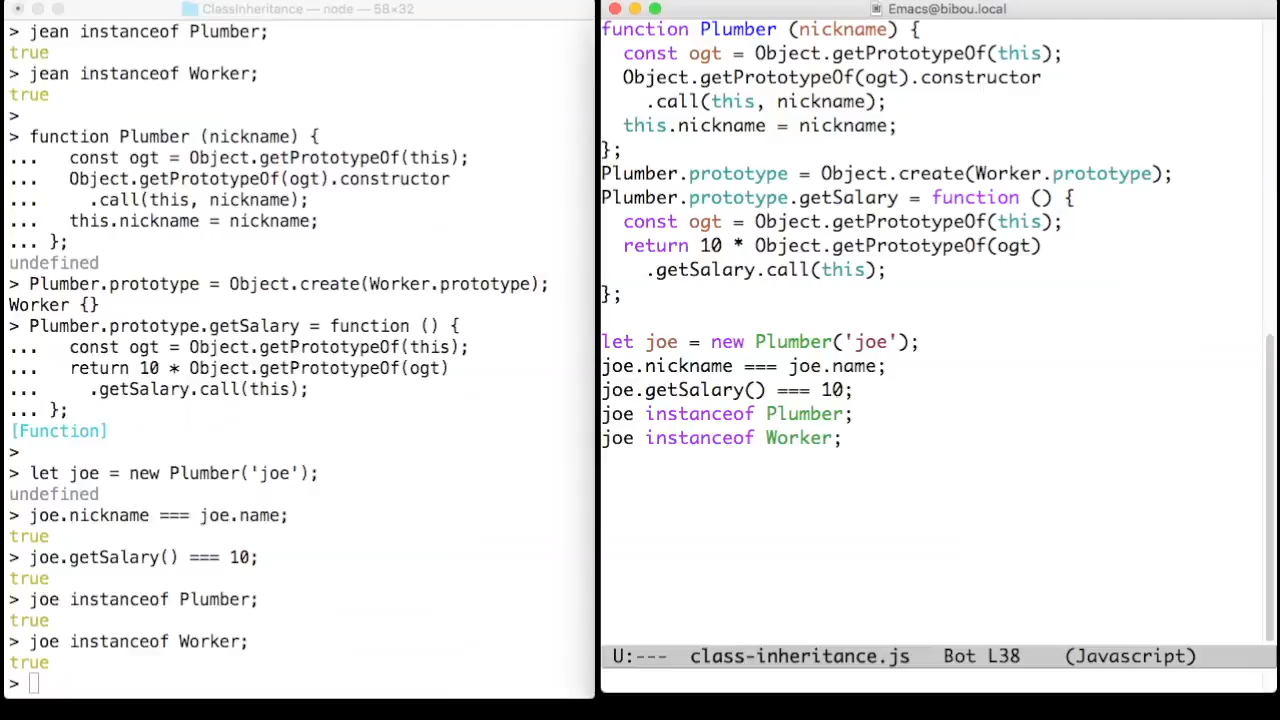 ClassInheritance — node — 58×32
> jean instanceof Plumber;
true
> jean instanceof Worker;
true
>
> function Plumber (nickname) {
...   const ogt = Object.getPrototypeOf(this);
...   Object.getPrototypeOf(ogt).constructor
...     .call(this, nickname);
...   this.nickname = nickname;
... };
undefined
> Plumber.prototype = Object.create(Worker.prototype);
Worker {}
> Plumber.prototype.getSalary = function () {
...   const ogt = Object.getPrototypeOf(this);
...   return 10 * Object.getPrototypeOf(ogt)
...     .getSalary.call(this);
... };
[Function]
>
> let joe = new Plumber('joe');
undefined
> joe.nickname === joe.name;
true
> joe.getSalary() === 10;
true
> joe instanceof Plumber;
true
> joe instanceof Worker;
true
>
Emacs@bibou.local
function Plumber (nickname) {
  const ogt = Object.getPrototypeOf(this);
  Object.getPrototypeOf(ogt).constructor
    .call(this, nickname);
  this.nickname = nickname;
};
Plumber.prototype = Object.create(Worker.prototype);
Plumber.prototype.getSalary = function () {
  const ogt = Object.getPrototypeOf(this);
  return 10 * Object.getPrototypeOf(ogt)
    .getSalary.call(this);
};
let joe = new Plumber('joe');
joe.nickname === joe.name;
joe.getSalary() === 10;
joe instanceof Plumber;
joe instanceof Worker;
U:--- class-inheritance.js Bot L38 (Javascript)